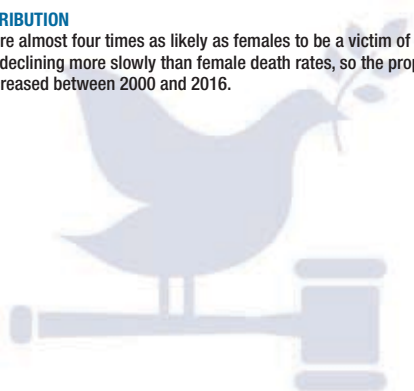 RIBUTION
re almost four times as likely as females to be a victim of
declining more slowly than female death rates, so the prop
reased between 2000 and 2016.